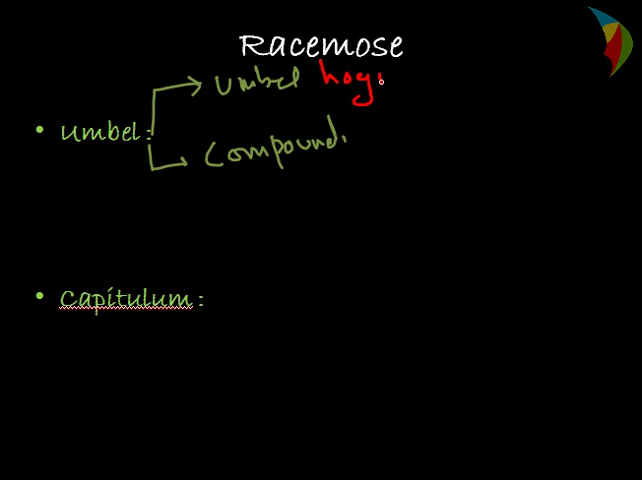 Racemose
Umbel hog
• Umbel :
Compound.
• Capitulum :